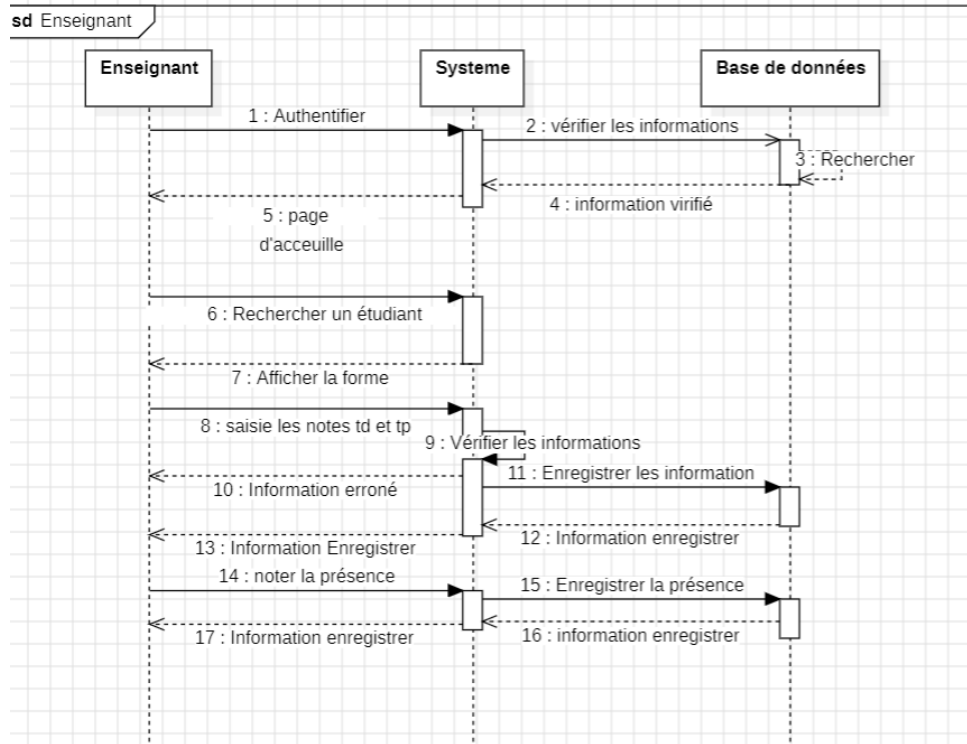 sd Enseignant
Enseignant
Systeme
Base de données
1 : Authentifier
2 : vérifier les informations
3 : Rechercher
4 : information virifié
5 : page
d'acceuille
6 : Rechercher un étudiant
7 : Afficher la forme
8 : saisie les notes td et tp
9 : Vérifier les informations
10 : Information erroné
11 : Enregistrer les information
12 : Information enregistrer
13 : Information Enregistrer
14 : noter la présence
15 : Enregistrer la présence
16 : information enregistrer
17 : Information enregistrer